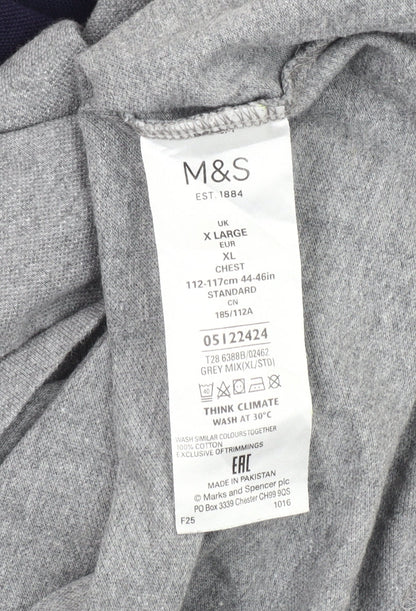 M&S
EST. 1884
UK
X LARGE
EUR
XL
CHEST
112-117cm 44-46in
STANDARD
CN
185/112A
05122424
T28 6388B/02462
GREY MIX(XL/STD)
40
THINK CLIMATE
WASH AT 30°C
WASH SIMILAR COLOURS TOGETHER
100% COTTON
EXCLUSIVE OF TRIMMINGS
EAC
MADE IN PAKISTAN
© Marks and Spencer plc
PO Box 3339 Chester CH99 9QS
F25 1016